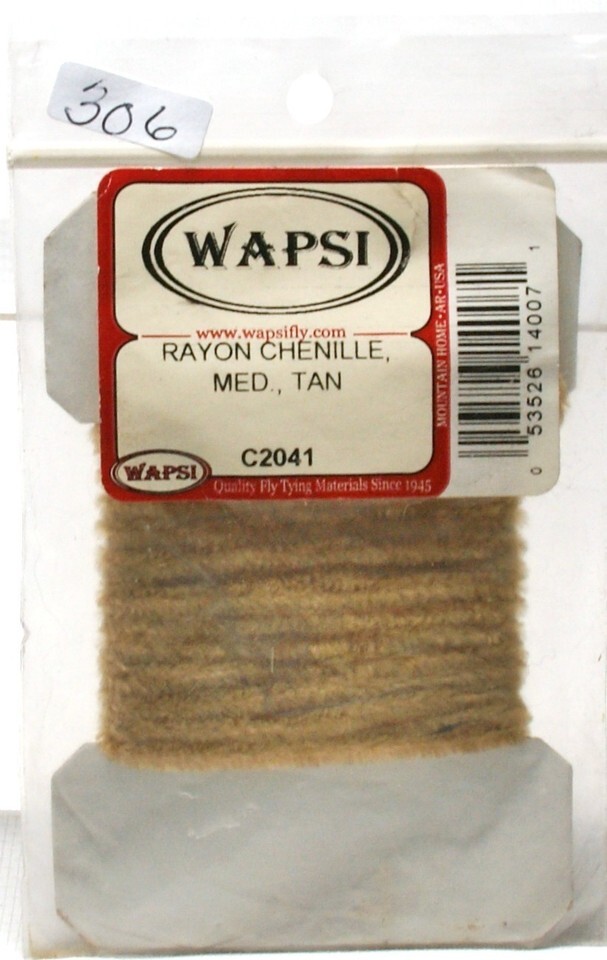 306
WAPSI
www.wapsifly.com
RAYON CHENILLE,
MED., TAN
C2041
WAPSI
Quality Fly Tying Materials Since 1945
MOUNTAIN HOME • AR • USA
0 53526 14007 1